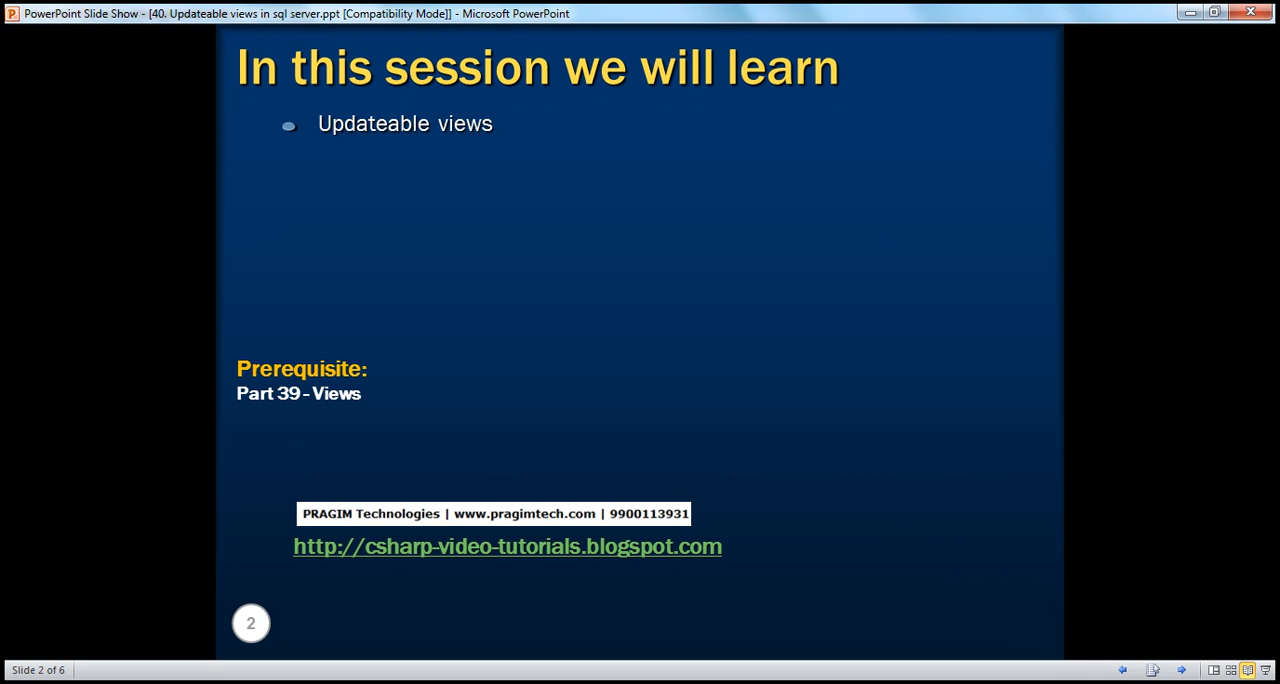 PowerPoint Slide Show - [40. Updateable views in sql server.ppt [Compatibility Mode]] - Microsoft PowerPoint
In this session we will learn
Updateable views
Prerequisite:
Part 39 - Views
PRAGIM Technologies | www.pragimtech.com | 9900113931
http://csharp-video-tutorials.blogspot.com
2
Slide 2 of 6